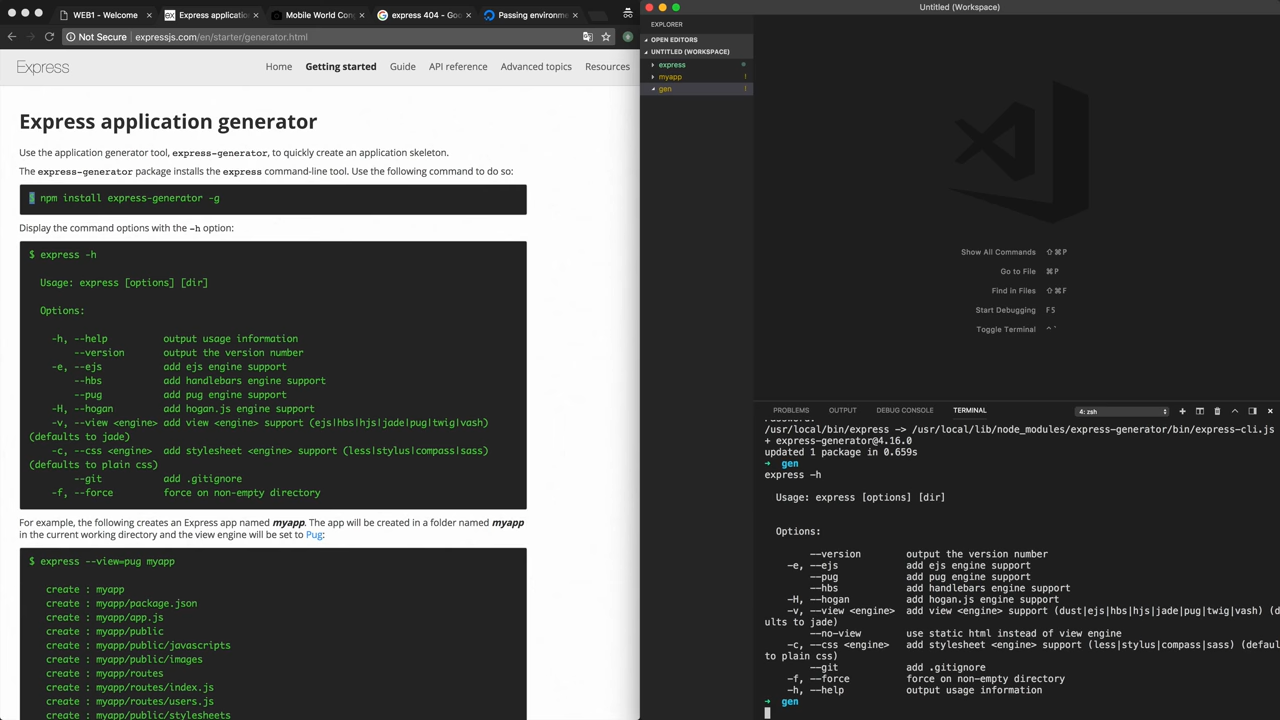 WEB1 - Welcome
Express application
Mobile World Con
express 404 - Goo
Passing environme
Not Secure | expressjs.com/en/starter/generator.html
Express
Home Getting started Guide API reference Advanced topics Resources
Express application generator
Use the application generator tool, express-generator, to quickly create an application skeleton.
The express-generator package installs the express command-line tool. Use the following command to do so:
$ npm install express-generator -g
Display the command options with the -h option:
$ express -h
Usage: express [options] [dir]
Options:
-h, --help output usage information
--version output the version number
-e, --ejs add ejs engine support
--hbs add handlebars engine support
--pug add pug engine support
-H, --hogan add hogan.js engine support
-v, --view <engine> add view <engine> support (ejs|hbs|hjs|jade|pug|twig|vash)
(defaults to jade)
-c, --css <engine> add stylesheet <engine> support (less|stylus|compass|sass)
(defaults to plain css)
--git add .gitignore
-f, --force force on non-empty directory
For example, the following creates an Express app named myapp. The app will be created in a folder named myapp
in the current working directory and the view engine will be set to Pug:
$ express --view=pug myapp
create : myapp
create : myapp/package.json
create : myapp/app.js
create : myapp/public
create : myapp/public/javascripts
create : myapp/public/images
create : myapp/routes
create : myapp/routes/index.js
create : myapp/routes/users.js
create : myapp/public/stylesheets
Untitled (Workspace)
EXPLORER
OPEN EDITORS
UNTITLED (WORKSPACE)
express
myapp !
gen !
Show All Commands ⇧⌘P
Go to File ⌘P
Find in Files ⇧⌘F
Start Debugging F5
Toggle Terminal ⌃`
PROBLEMS OUTPUT DEBUG CONSOLE TERMINAL 4: zsh
/usr/local/bin/express -> /usr/local/lib/node_modules/express-generator/bin/express-cli.js
+ express-generator@4.16.0
updated 1 package in 0.659s
➜ gen
express -h
Usage: express [options] [dir]
Options:
--version output the version number
-e, --ejs add ejs engine support
--pug add pug engine support
--hbs add handlebars engine support
-H, --hogan add hogan.js engine support
-v, --view <engine> add view <engine> support (dust|ejs|hbs|hjs|jade|pug|twig|vash) (d
ults to jade)
--no-view use static html instead of view engine
-c, --css <engine> add stylesheet <engine> support (less|stylus|compass|sass) (defau
to plain css)
--git add .gitignore
-f, --force force on non-empty directory
-h, --help output usage information
➜ gen